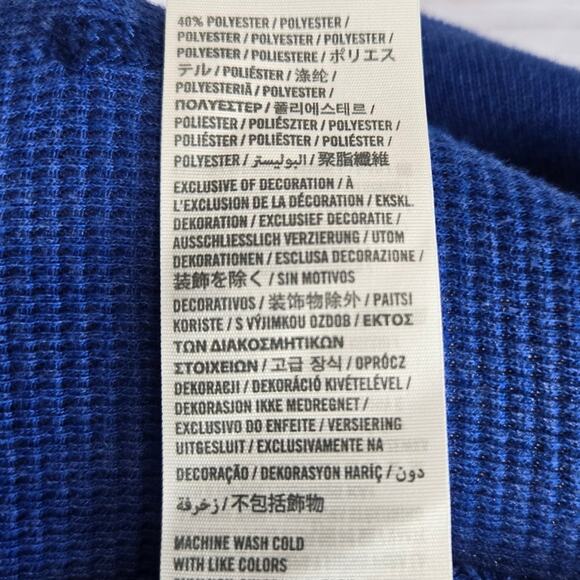 40% POLYESTER / POLYESTER /
POLYESTER / POLYESTER / POLYESTER /
POLYESTER / POLIESTERE / ポリエス
テル / POLIÉSTER / 涤纶 /
POLYESTERIÄ / POLYESTER /
ΠΟΛΥΕΣΤΕΡ / 폴리에스테르 /
POLIESTER / POLIÉSZTER / POLYESTER /
POLIÉSTER / POLIÉSTER / POLIÉSTER /
POLYESTER / البوليستر / 聚脂纖維
EXCLUSIVE OF DECORATION / À
L'EXCLUSION DE LA DÉCORATION / EKSKL.
DEKORATION / EXCLUSIEF DECORATIE /
AUSSCHLIESSLICH VERZIERUNG / UTOM
DEKORATIONEN / ESCLUSA DECORAZIONE /
装飾を除く / SIN MOTIVOS
DECORATIVOS / 装饰物除外 / PAITSI
KORISTE / S VÝJIMKOU OZDOB / ΕΚΤΟΣ
ΤΩΝ ΔΙΑΚΟΣΜΗΤΙΚΩΝ
ΣΤΟΙΧΕΙΩΝ / 고급 장식 / OPRÓCZ
DEKORACJI / DEKORÁCIÓ KIVÉTELÉVEL /
DEKORASJON IKKE MEDREGNET /
EXCLUSIVO DO ENFEITE / VERSIERING
UITGESLUIT / EXCLUSIVAMENTE NA
DECORAÇÃO / DEKORASYON HARİÇ / دون
زخرفة / 不包括飾物
MACHINE WASH COLD
WITH LIKE COLORS